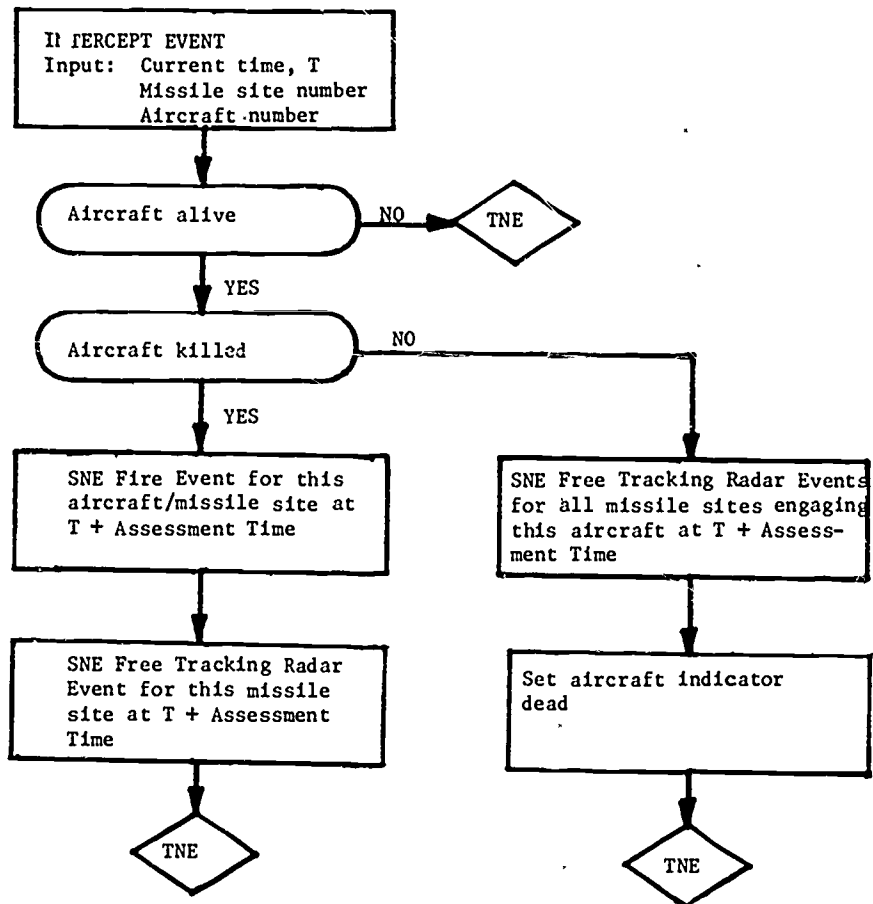 INTERCEPT EVENT
Input: Current time, T
Missile site number
Aircraft number
Aircraft alive
NO
TNE
YES
Aircraft killed
NO
YES
SNE Fire Event for this
aircraft/missile site at
T + Assessment Time
SNE Free Tracking Radar Events
for all missile sites engaging
this aircraft at T + Assess-
ment Time
SNE Free Tracking Radar
Event for this missile
site at T + Assessment
Time
Set aircraft indicator
dead
TNE
TNE